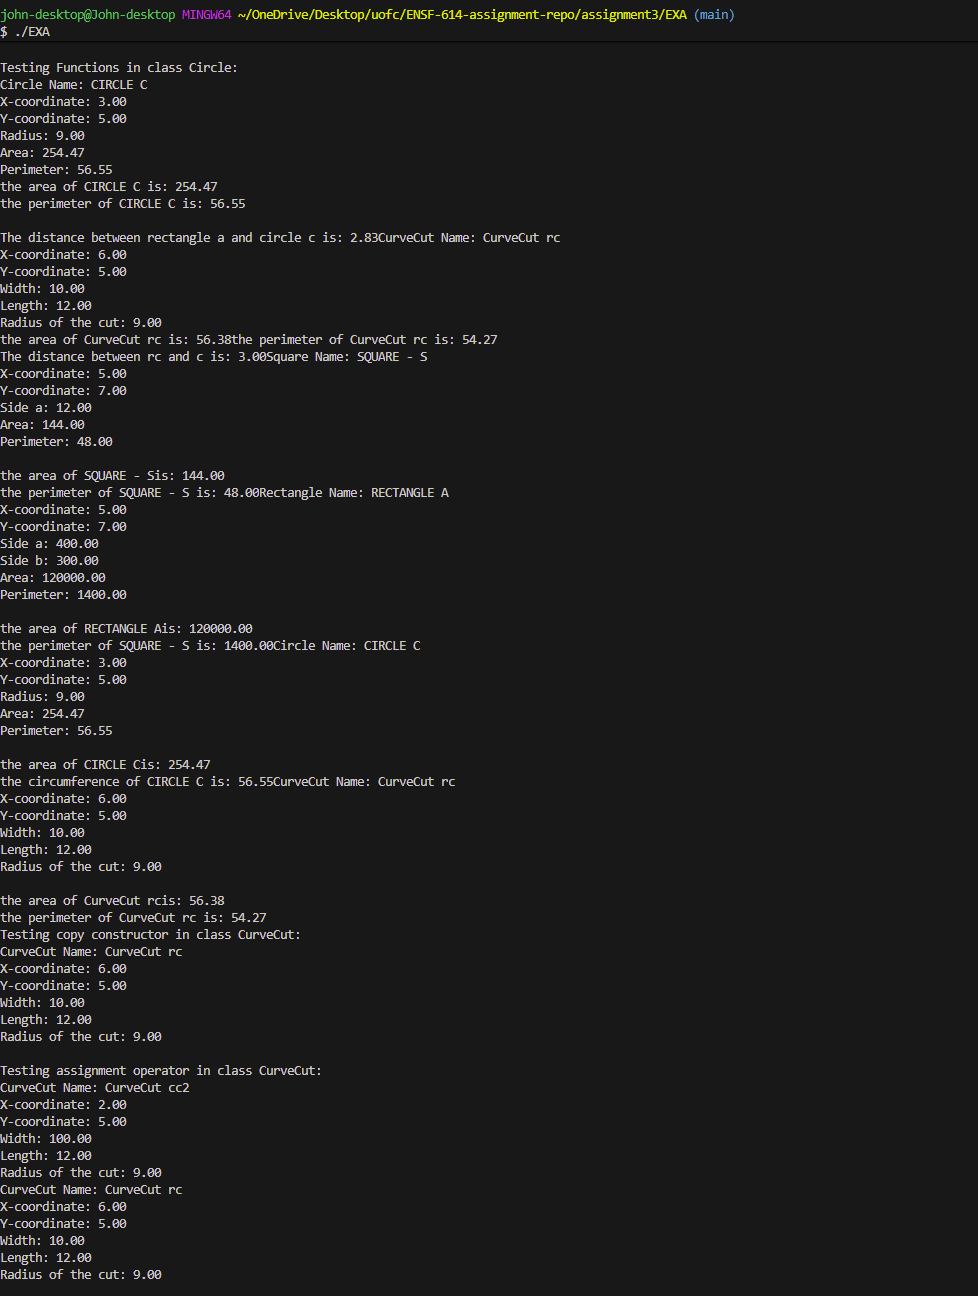 john-desktop@John-desktop MINGW64 ~/OneDrive/Desktop/uofc/ENSF-614-assignment-repo/assignment3/EXA (main)
$ ./EXA
Testing Functions in class Circle:
Circle Name: CIRCLE C
X-coordinate: 3.00
Y-coordinate: 5.00
Radius: 9.00
Area: 254.47
Perimeter: 56.55
the area of CIRCLE C is: 254.47
the perimeter of CIRCLE C is: 56.55
The distance between rectangle a and circle c is: 2.83CurveCut Name: CurveCut rc
X-coordinate: 6.00
Y-coordinate: 5.00
Width: 10.00
Length: 12.00
Radius of the cut: 9.00
the area of CurveCut rc is: 56.38the perimeter of CurveCut rc is: 54.27
The distance between rc and c is: 3.00Square Name: SQUARE - S
X-coordinate: 5.00
Y-coordinate: 7.00
Side a: 12.00
Area: 144.00
Perimeter: 48.00
the area of SQUARE - Sis: 144.00
the perimeter of SQUARE - S is: 48.00Rectangle Name: RECTANGLE A
X-coordinate: 5.00
Y-coordinate: 7.00
Side a: 400.00
Side b: 300.00
Area: 120000.00
Perimeter: 1400.00
the area of RECTANGLE Ais: 120000.00
the perimeter of SQUARE - S is: 1400.00Circle Name: CIRCLE C
X-coordinate: 3.00
Y-coordinate: 5.00
Radius: 9.00
Area: 254.47
Perimeter: 56.55
the area of CIRCLE Cis: 254.47
the circumference of CIRCLE C is: 56.55CurveCut Name: CurveCut rc
X-coordinate: 6.00
Y-coordinate: 5.00
Width: 10.00
Length: 12.00
Radius of the cut: 9.00
the area of CurveCut rcis: 56.38
the perimeter of CurveCut rc is: 54.27
Testing copy constructor in class CurveCut:
CurveCut Name: CurveCut rc
X-coordinate: 6.00
Y-coordinate: 5.00
Width: 10.00
Length: 12.00
Radius of the cut: 9.00
Testing assignment operator in class CurveCut:
CurveCut Name: CurveCut cc2
X-coordinate: 2.00
Y-coordinate: 5.00
Width: 100.00
Length: 12.00
Radius of the cut: 9.00
CurveCut Name: CurveCut rc
X-coordinate: 6.00
Y-coordinate: 5.00
Width: 10.00
Length: 12.00
Radius of the cut: 9.00